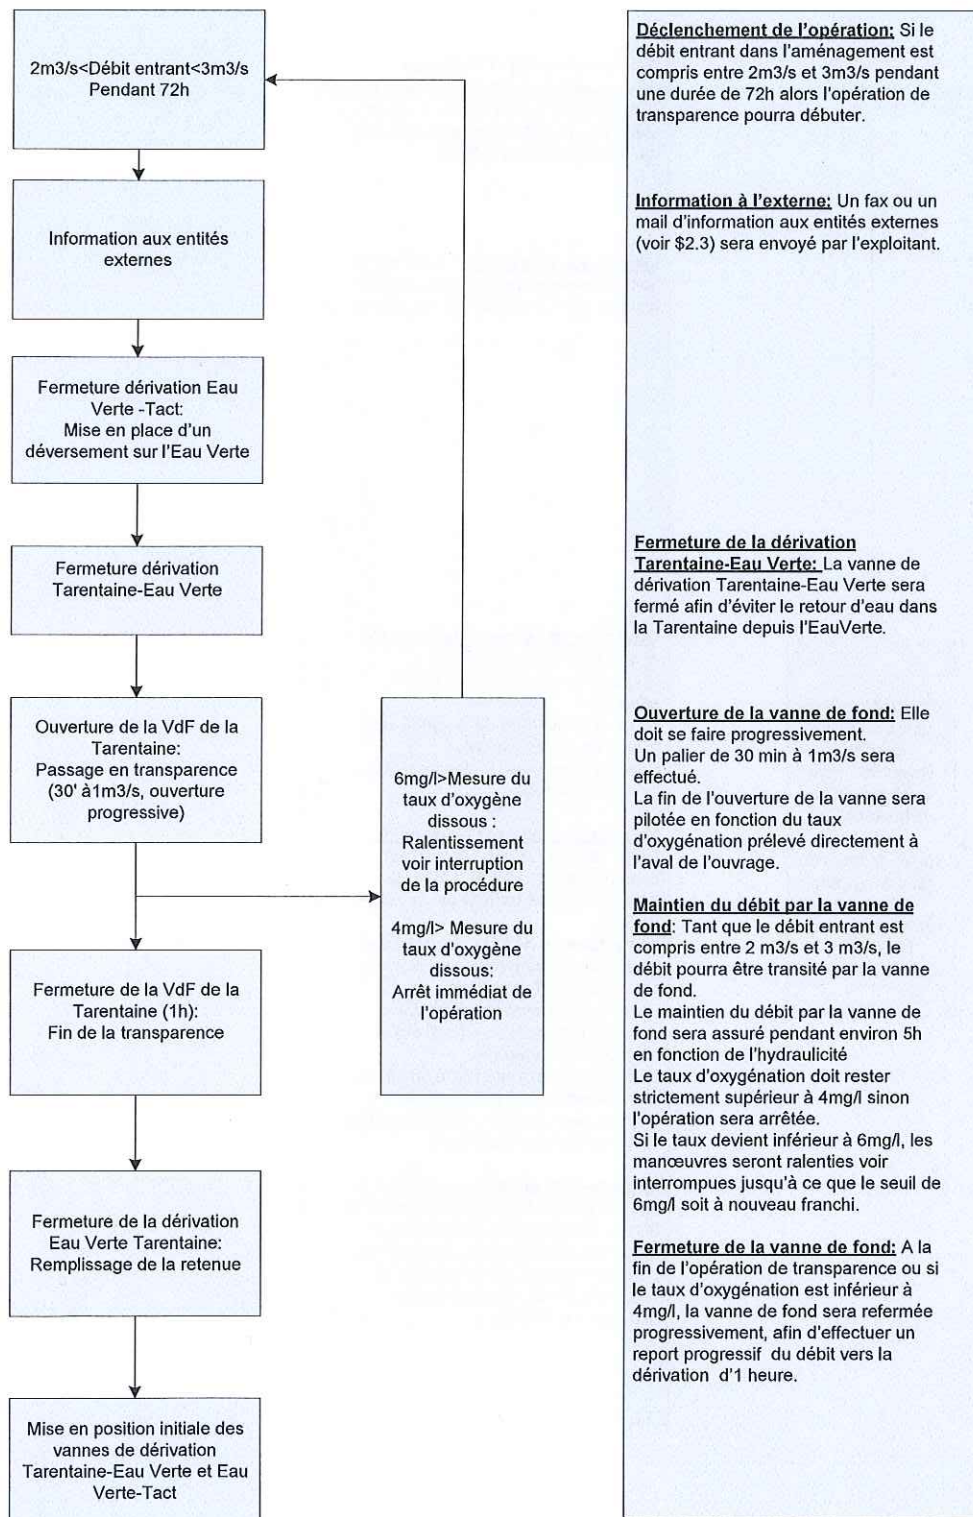 2m3/s<Débit entrant<3m3/s
Pendant 72h
Information aux entités
externes
Fermeture dérivation Eau
Verte -Tact:
Mise en place d'un
déversement sur l'Eau Verte
Fermeture dérivation
Tarentaine-Eau Verte
Ouverture de la VdF de la
Tarentaine:
Passage en transparence
(30' à1m3/s, ouverture
progressive)
6mg/l>Mesure du
taux d'oxygène
dissous :
Ralentissement
voir interruption
de la procédure
4mg/l> Mesure du
taux d'oxygène
dissous:
Arrêt immédiat de
l'opération
Fermeture de la VdF de la
Tarentaine (1h):
Fin de la transparence
Fermeture de la dérivation
Eau Verte Tarentaine:
Remplissage de la retenue
Mise en position initiale des
vannes de dérivation
Tarentaine-Eau Verte et Eau
Verte-Tact
Déclenchement de l'opération: Si le
débit entrant dans l'aménagement est
compris entre 2m3/s et 3m3/s pendant
une durée de 72h alors l'opération de
transparence pourra débuter.
Information à l'externe: Un fax ou un
mail d'information aux entités externes
(voir $2.3) sera envoyé par l'exploitant.
Fermeture de la dérivation
Tarentaine-Eau Verte: La vanne de
dérivation Tarentaine-Eau Verte sera
fermé afin d'éviter le retour d'eau dans
la Tarentaine depuis l'EauVerte.
Ouverture de la vanne de fond: Elle
doit se faire progressivement.
Un palier de 30 min à 1m3/s sera
effectué.
La fin de l'ouverture de la vanne sera
pilotée en fonction du taux
d'oxygénation prélevé directement à
l'aval de l'ouvrage.
Maintien du débit par la vanne de
fond: Tant que le débit entrant est
compris entre 2 m3/s et 3 m3/s, le
débit pourra être transité par la vanne
de fond.
Le maintien du débit par la vanne de
fond sera assuré pendant environ 5h
en fonction de l'hydraulicité
Le taux d'oxygénation doit rester
strictement supérieur à 4mg/l sinon
l'opération sera arrêtée.
Si le taux devient inférieur à 6mg/l, les
manœuvres seront ralenties voir
interrompues jusqu'à ce que le seuil de
6mg/l soit à nouveau franchi.
Fermeture de la vanne de fond: A la
fin de l'opération de transparence ou si
le taux d'oxygénation est inférieur à
4mg/l, la vanne de fond sera refermée
progressivement, afin d'effectuer un
report progressif du débit vers la
dérivation d'1 heure.